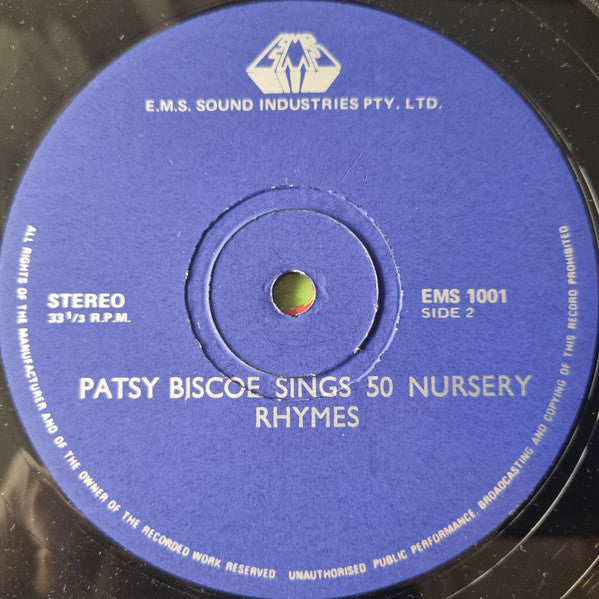 EMS
E.M.S. SOUND INDUSTRIES PTY. LTD.
STEREO
33 1/3 R.P.M.
EMS 1001
SIDE 2
PATSY BISCOE SINGS 50 NURSERY
RHYMES
ALL RIGHTS OF THE MANUFACTURER AND OF THE OWNER OF THE RECORDED WORK RESERVED. UNAUTHORISED PUBLIC PERFORMANCE, BROADCASTING AND COPYING OF THIS RECORD PROHIBITED